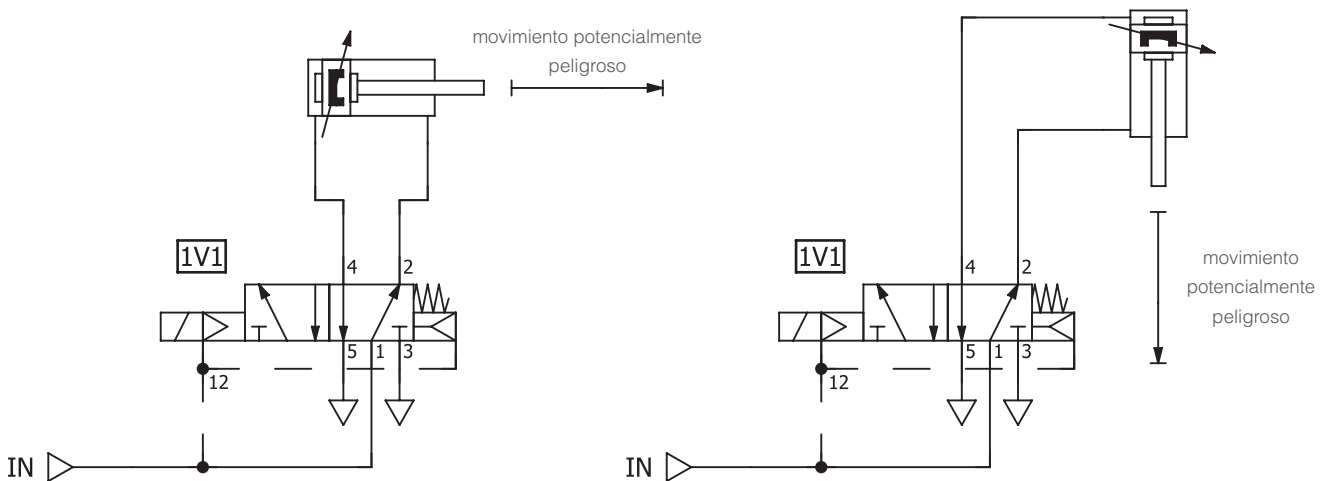 movimiento potencialmente
peligroso
1V1
4 2
5 1 3
12
IN
1V1
4 2
5 1 3
12
IN
movimiento
potencialmente
peligroso